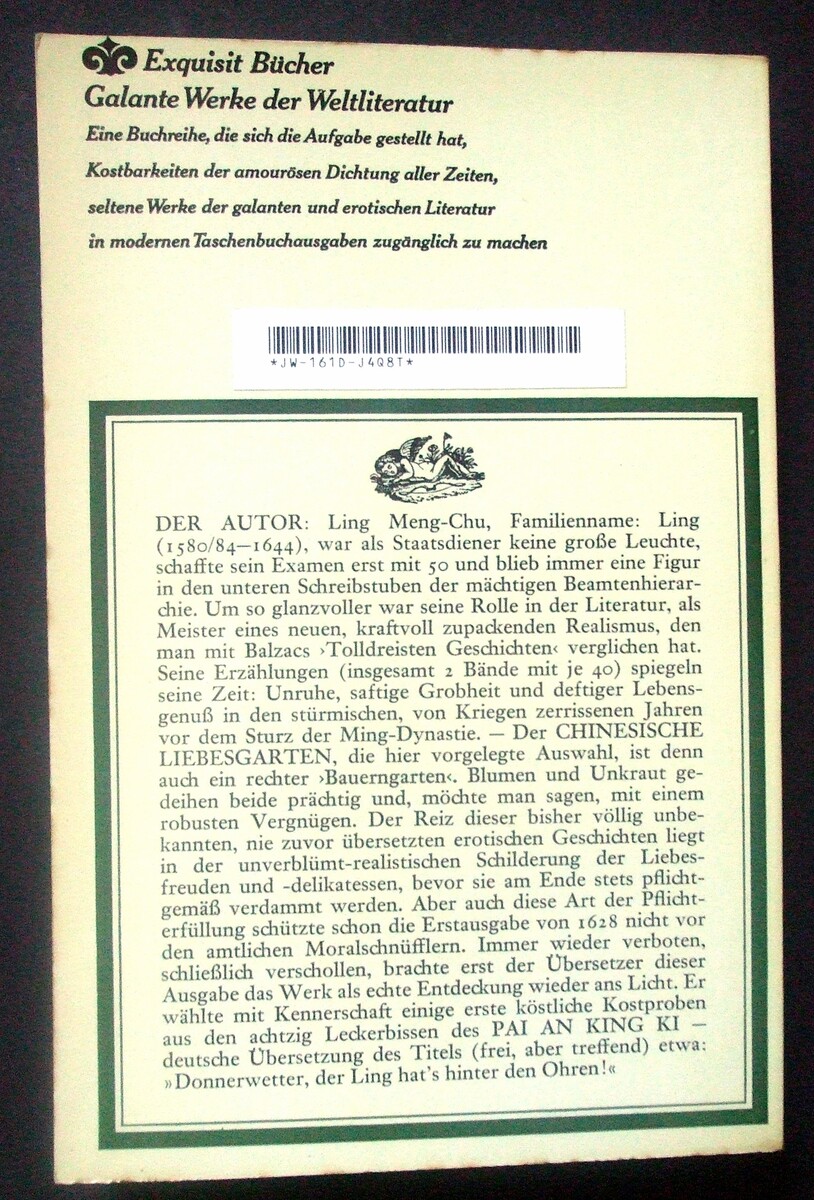 Exquisit Bücher
Galante Werke der Weltliteratur
Eine Buchreihe, die sich die Aufgabe gestellt hat,
Kostbarkeiten der amourösen Dichtung aller Zeiten,
seltene Werke der galanten und erotischen Literatur
in modernen Taschenbuchausgaben zugänglich zu machen
*JW-161D-J4Q8T*
DER AUTOR: Ling Meng-Chu, Familienname: Ling
(1580/84—1644), war als Staatsdiener keine große Leuchte,
schaffte sein Examen erst mit 50 und blieb immer eine Figur
in den unteren Schreibstuben der mächtigen Beamtenhierar-
chie. Um so glanzvoller war seine Rolle in der Literatur, als
Meister eines neuen, kraftvoll zupackenden Realismus, den
man mit Balzacs ›Tolldreisten Geschichten‹ verglichen hat.
Seine Erzählungen (insgesamt 2 Bände mit je 40) spiegeln
seine Zeit: Unruhe, saftige Grobheit und deftiger Lebens-
genuß in den stürmischen, von Kriegen zerrissenen Jahren
vor dem Sturz der Ming-Dynastie. — Der CHINESISCHE
LIEBESGARTEN, die hier vorgelegte Auswahl, ist denn
auch ein rechter ›Bauerngarten‹. Blumen und Unkraut ge-
deihen beide prächtig und, möchte man sagen, mit einem
robusten Vergnügen. Der Reiz dieser bisher völlig unbe-
kannten, nie zuvor übersetzten erotischen Geschichten liegt
in der unverblümt-realistischen Schilderung der Liebes-
freuden und -delikatessen, bevor sie am Ende stets pflicht-
gemäß verdammt werden. Aber auch diese Art der Pflicht-
erfüllung schützte schon die Erstausgabe von 1628 nicht vor
den amtlichen Moralschnüfflern. Immer wieder verboten,
schließlich verschollen, brachte erst der Übersetzer dieser
Ausgabe das Werk als echte Entdeckung wieder ans Licht. Er
wählte mit Kennerschaft einige erste köstliche Kostproben
aus den achtzig Leckerbissen des PAI AN KING KI —
deutsche Übersetzung des Titels (frei, aber treffend) etwa:
»Donnerwetter, der Ling hat's hinter den Ohren!«